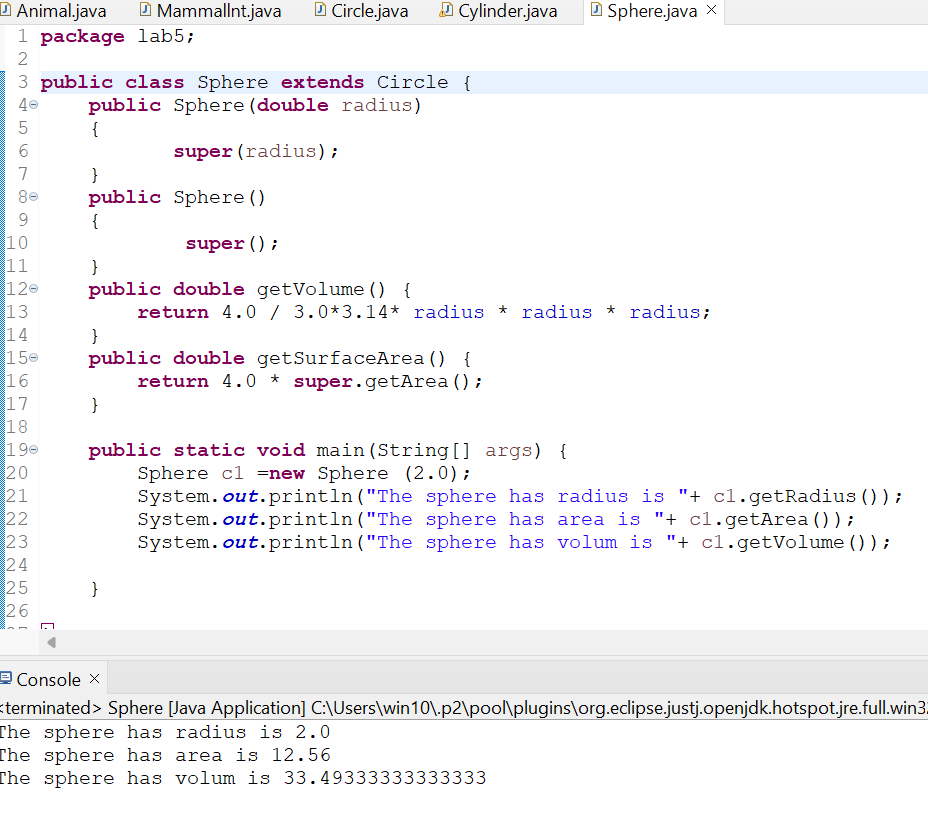 Animal.java MammalInt.java Circle.java Cylinder.java Sphere.java
1 package lab5;
2
3 public class Sphere extends Circle {
4 public Sphere(double radius)
5 {
6 super(radius);
7 }
8 public Sphere()
9 {
10 super();
11 }
12 public double getVolume() {
13 return 4.0 / 3.0*3.14* radius * radius * radius;
14 }
15 public double getSurfaceArea() {
16 return 4.0 * super.getArea();
17 }
18
19 public static void main(String[] args) {
20 Sphere c1 =new Sphere (2.0);
21 System.out.println("The sphere has radius is "+ c1.getRadius());
22 System.out.println("The sphere has area is "+ c1.getArea());
23 System.out.println("The sphere has volum is "+ c1.getVolume());
24
25 }
26
Console
<terminated> Sphere [Java Application] C:\Users\win10\.p2\pool\plugins\org.eclipse.justj.openjdk.hotspot.jre.full.win32
The sphere has radius is 2.0
The sphere has area is 12.56
The sphere has volum is 33.49333333333333